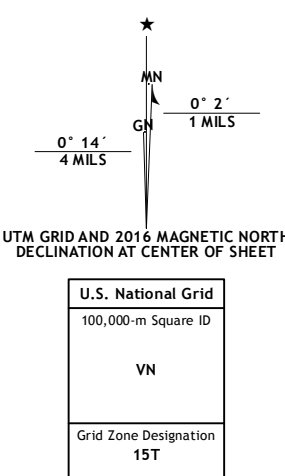 ★
MN
0° 2´
1 MILS
GN
0° 14´
4 MILS
UTM GRID AND 2016 MAGNETIC NORTH
DECLINATION AT CENTER OF SHEET
U.S. National Grid
100,000-m Square ID
VN
Grid Zone Designation
15T